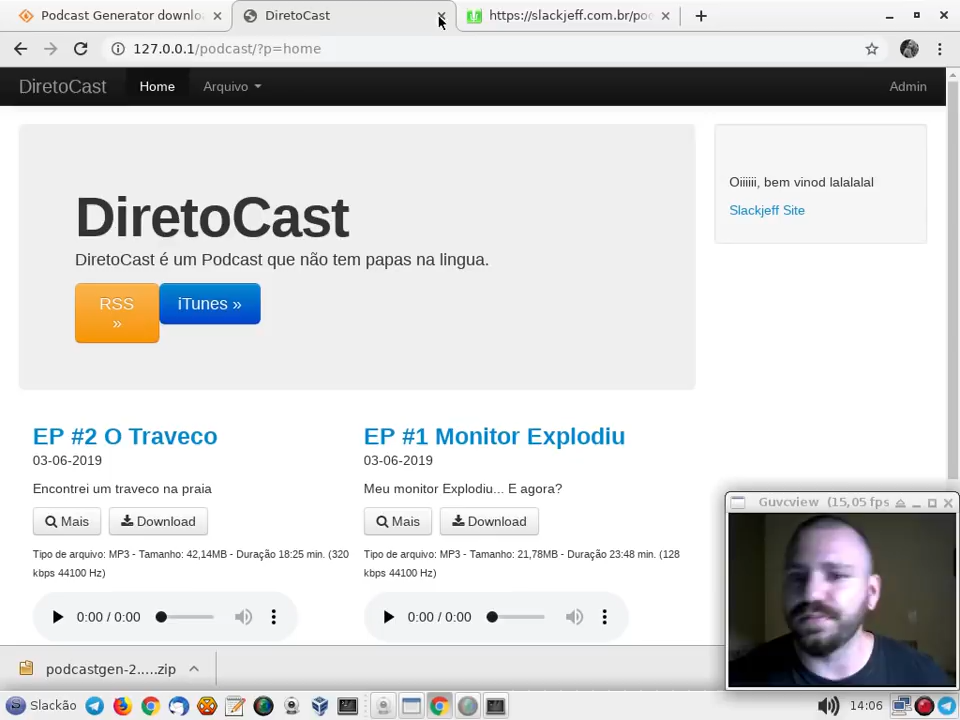 Podcast Generator downlo
DiretoCast
https://slackjeff.com.br/po
127.0.0.1/podcast/?p=home
DiretoCast
Home
Arquivo
Admin
DiretoCast
DiretoCast é um Podcast que não tem papas na lingua.
RSS
»
iTunes »
Oiiiiii, bem vinod lalalalal
Slackjeff Site
EP #2 O Traveco
03-06-2019
Encontrei um traveco na praia
Mais
Download
Tipo de arquivo: MP3 - Tamanho: 42,14MB - Duração 18:25 min. (320
kbps 44100 Hz)
0:00 / 0:00
EP #1 Monitor Explodiu
03-06-2019
Meu monitor Explodiu... E agora?
Mais
Download
Tipo de arquivo: MP3 - Tamanho: 21,78MB - Duração 23:48 min. (128
kbps 44100 Hz)
0:00 / 0:00
Guvcview (15,05 fps
podcastgen-2.....zip
Slackão
14:06